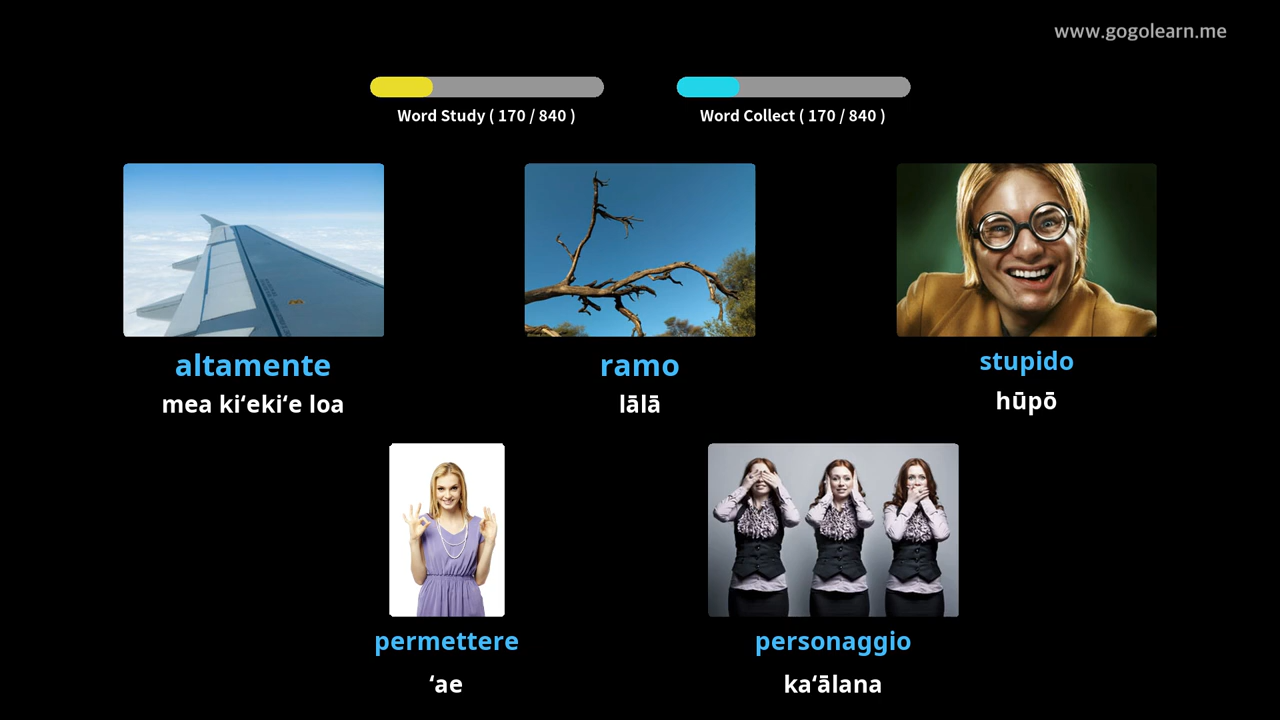 www.gogolearn.me
Word Study ( 170 / 840 )
Word Collect ( 170 / 840 )
altamente
mea kiʻekiʻe loa
ramo
lālā
stupido
hūpō
permettere
ʻae
personaggio
kaʻālana